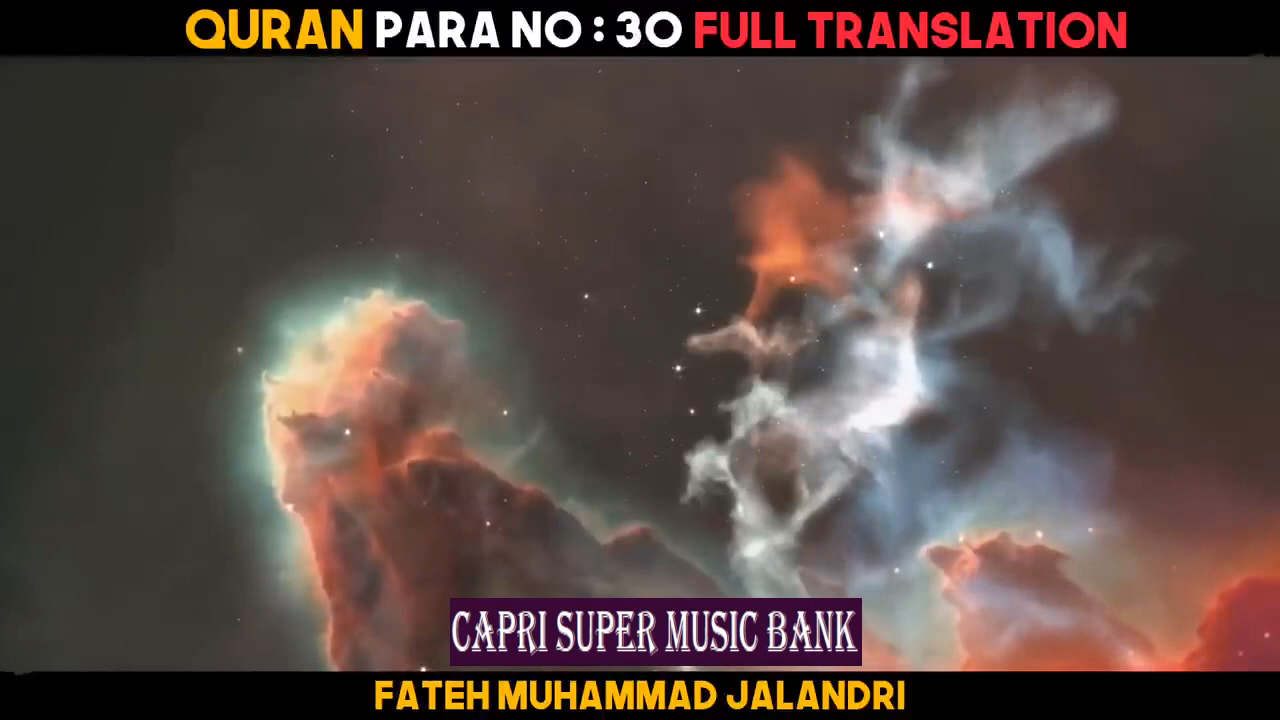 QURAN PARA NO : 30 FULL TRANSLATION
CAPRI SUPER MUSIC BANK
FATEH MUHAMMAD JALANDRI